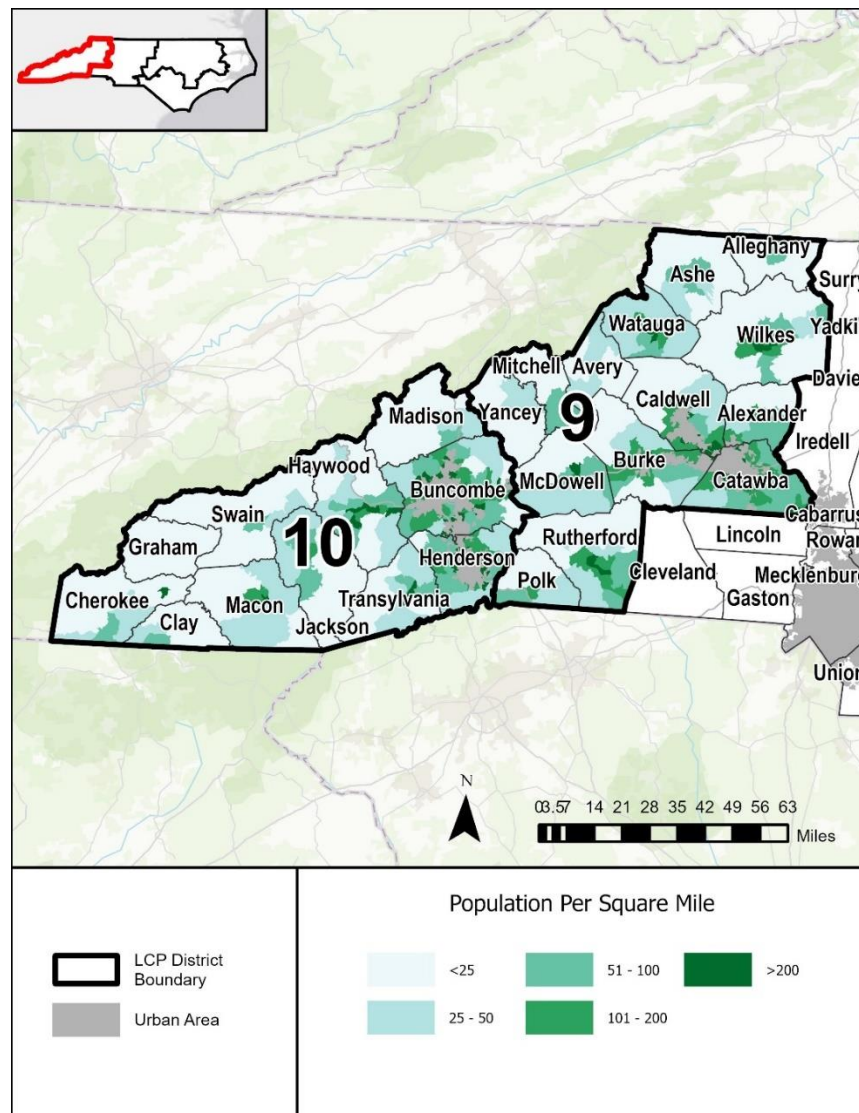 Alleghany
Ashe
Surry
Watauga
Wilkes
Yadki
Mitchell
Avery
Davie
Madison
Yancey
9
Caldwell
Alexander
Iredell
Haywood
Buncombe
McDowell
Burke
Catawba
Swain
10
Cabarrus
Graham
Henderson
Rutherford
Lincoln
Rowan
Cherokee
Macon
Transylvania
Polk
Cleveland
Mecklenburg
Clay
Jackson
Gaston
Union
N
0 3.5 7 14 21 28 35 42 49 56 63
Miles
LCP District
Boundary
Urban Area
Population Per Square Mile
<25
51 - 100
>200
25 - 50
101 - 200